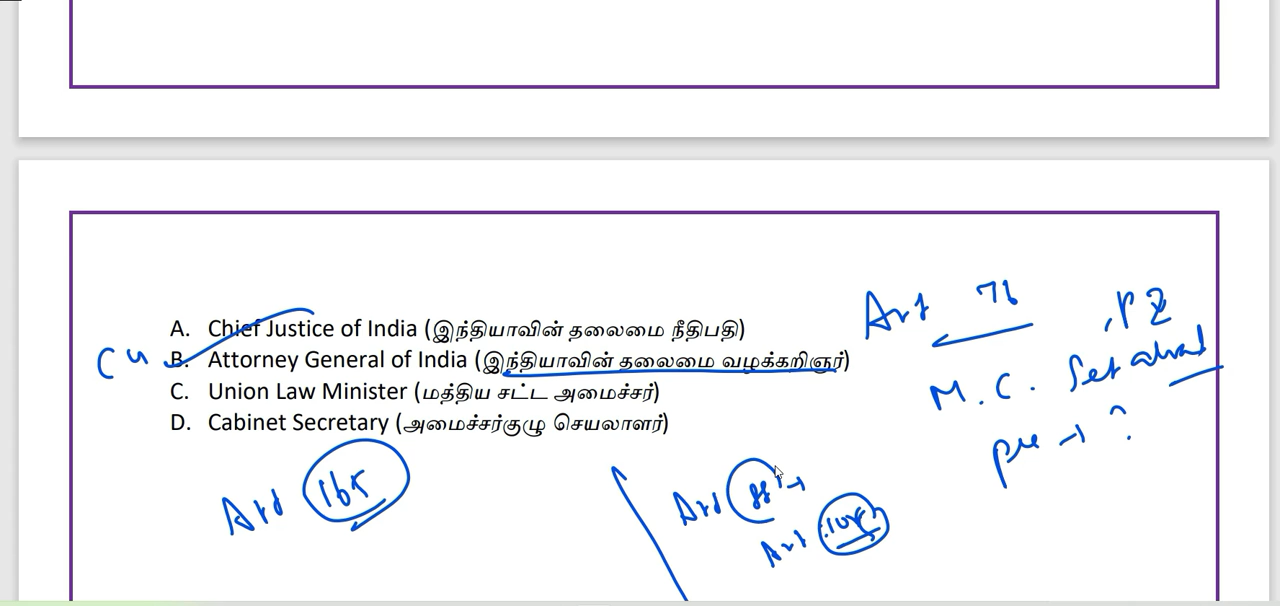 Art 76
A. Chief Justice of India (இந்தியாவின் தலைமை நீதிபதி)
B. Attorney General of India (இந்தியாவின் தலைமை வழக்கறிஞர்)
C. Union Law Minister (மத்திய சட்ட அமைச்சர்)
D. Cabinet Secretary (அமைச்சர்குழு செயலாளர்)
M.C. Setalvad
pre → ?
Art 165
Art 88 →
Art